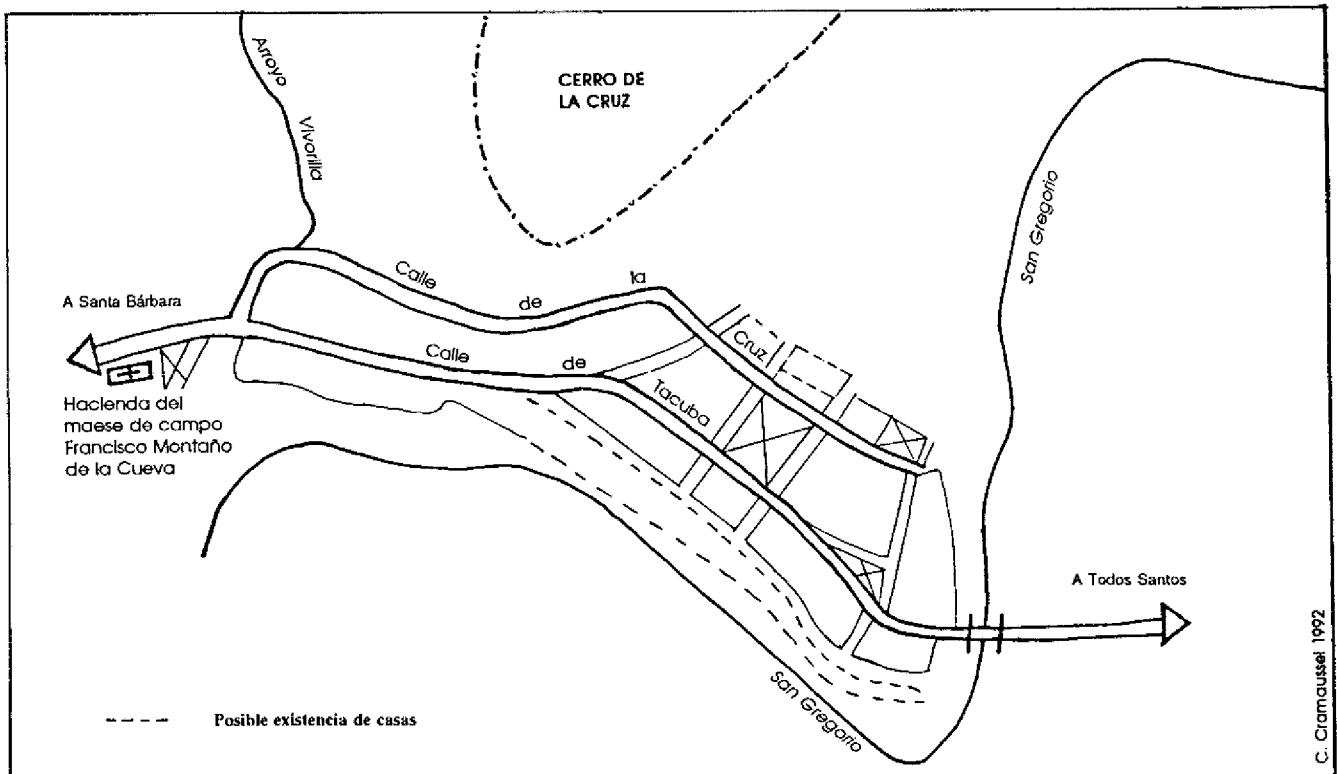 Arroyo Vivorilla
CERRO DE
LA CRUZ
San Gregorio
Calle de la Cruz
A Santa Bárbara
Calle de Tacuba
Hacienda del
maese de campo
Francisco Montaño
de la Cueva
A Todos Santos
San Gregorio
Posible existencia de casas
C. Cramaussel 1992